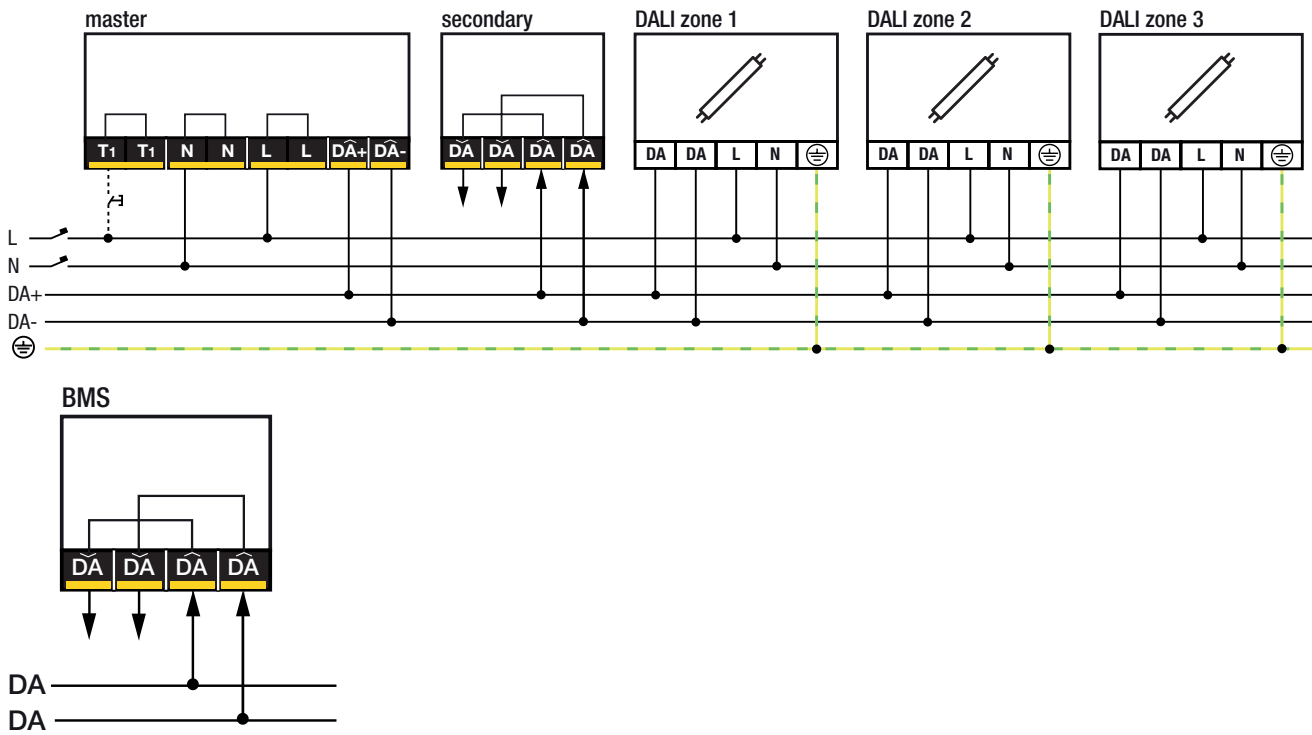 master secondary DALI zone 1 DALI zone 2 DALI zone 3
T1 T1 N N L L DA+ DA- DA DA DA DA DA DA L N DA DA L N DA DA L N
L
N
DA+
DA-
BMS
DA DA DA DA
DA
DA